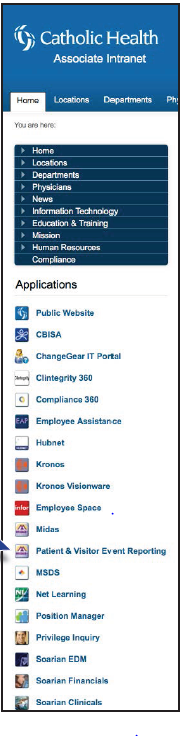 Catholic Health
Associate Intranet
Home Locations Departments Phy
You are here:
Home
Locations
Departments
Physicians
News
Information Technology
Education & Training
Mission
Human Resources
Compliance
Applications
Public Website
CBISA
ChangeGear IT Portal
Clintegrity 360
Compliance 360
EAF Employee Assistance
Hubnet
Kronos
Kronos Visionware
infor Employee Space
Midas
Patient & Visitor Event Reporting
MSDS
Net Learning
Position Manager
Privilege Inquiry
Soarian EDM
Soarian Financials
Soarian Clinicals